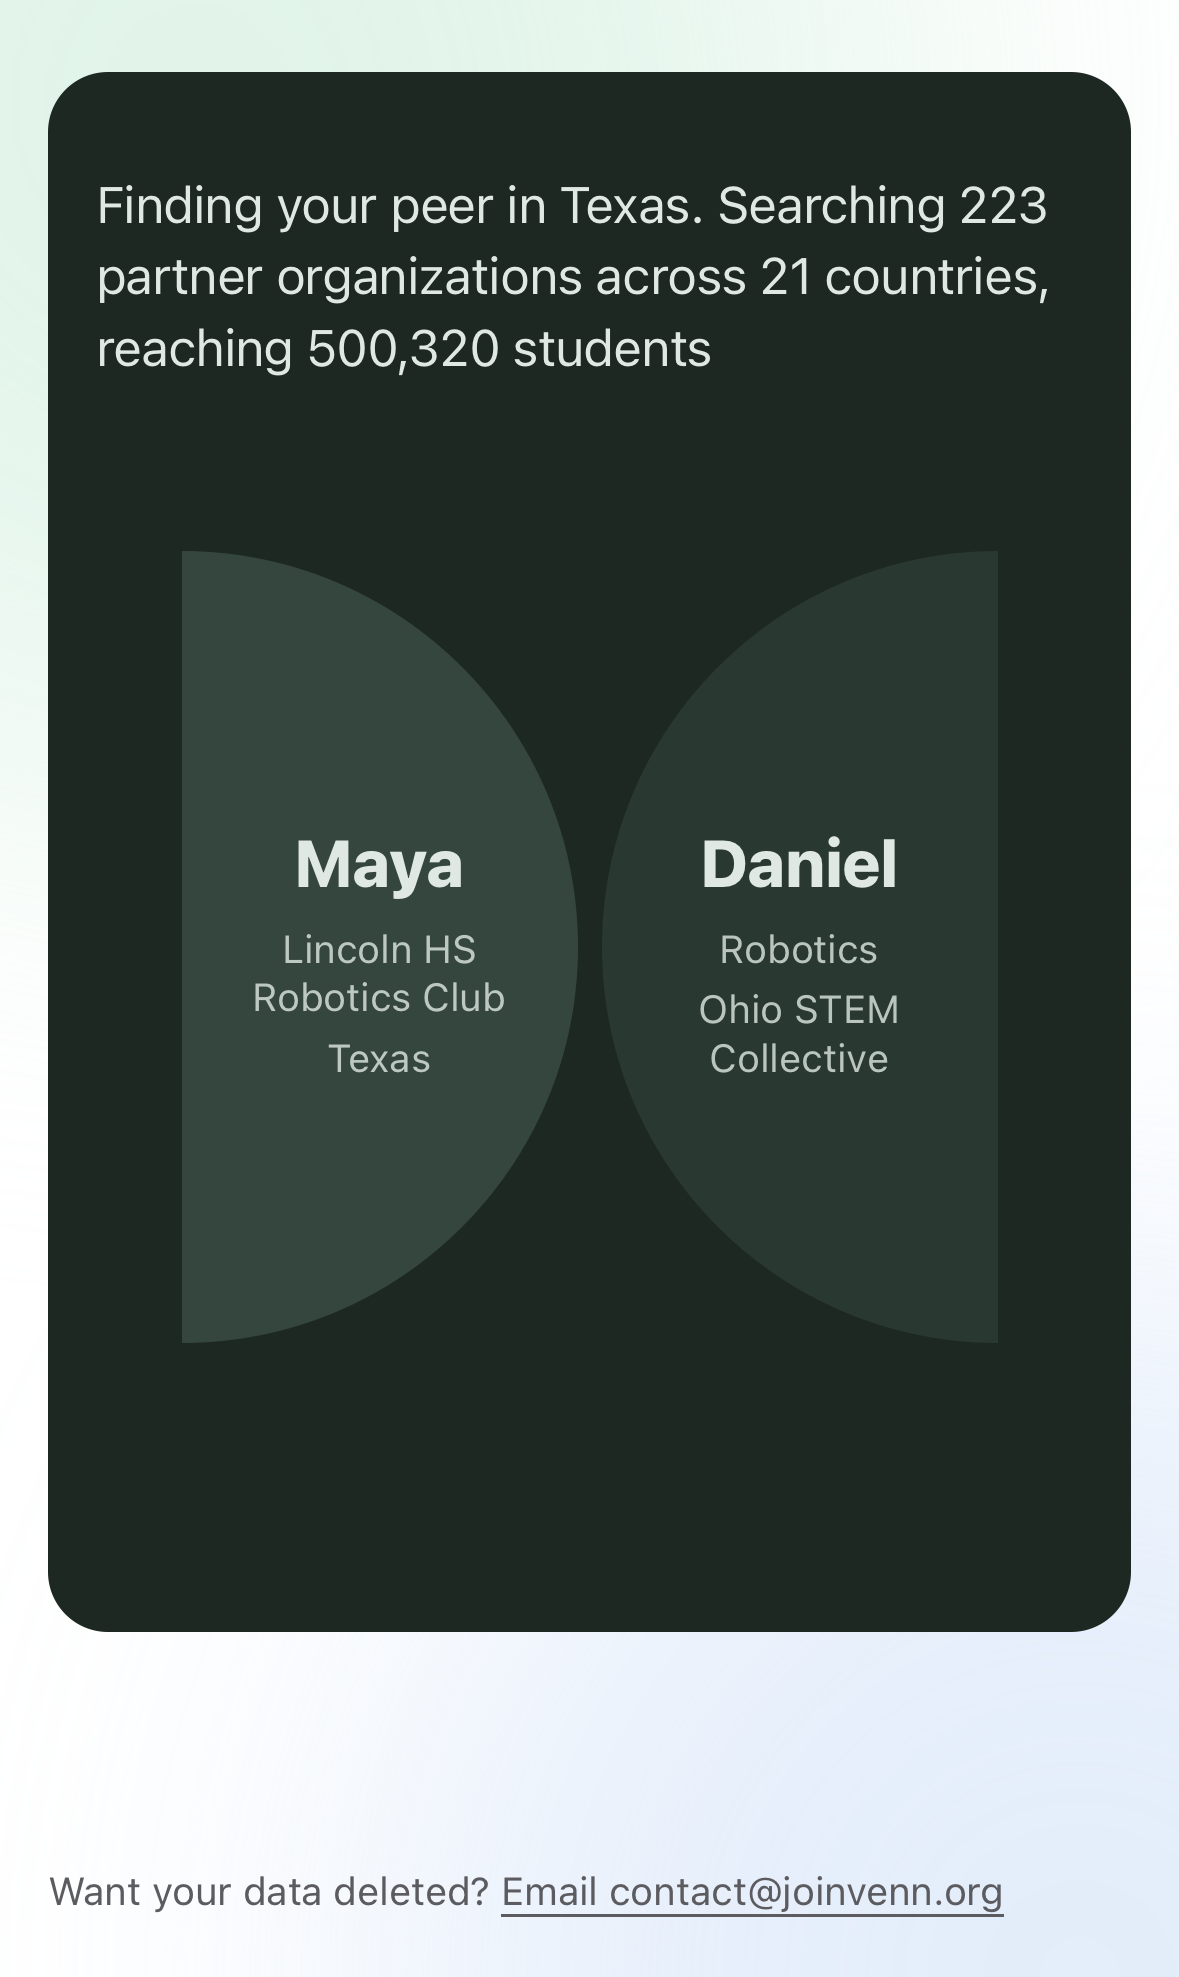 Finding your peer in Texas. Searching 223
partner organizations across 21 countries,
reaching 500,320 students
Maya
Lincoln HS
Robotics Club
Texas
Daniel
Robotics
Ohio STEM
Collective
Want your data deleted? Email contact@joinvenn.org